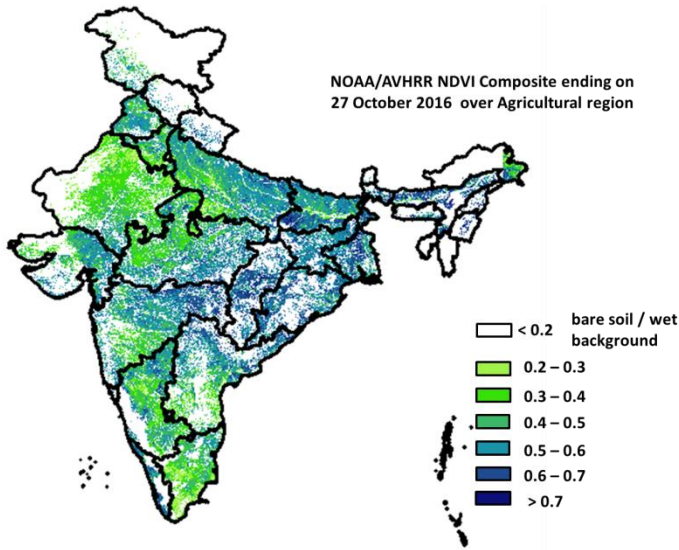 NOAA/AVHRR NDVI Composite ending on
27 October 2016 over Agricultural region
< 0.2 bare soil / wet
background
0.2 – 0.3
0.3 – 0.4
0.4 – 0.5
0.5 – 0.6
0.6 – 0.7
> 0.7